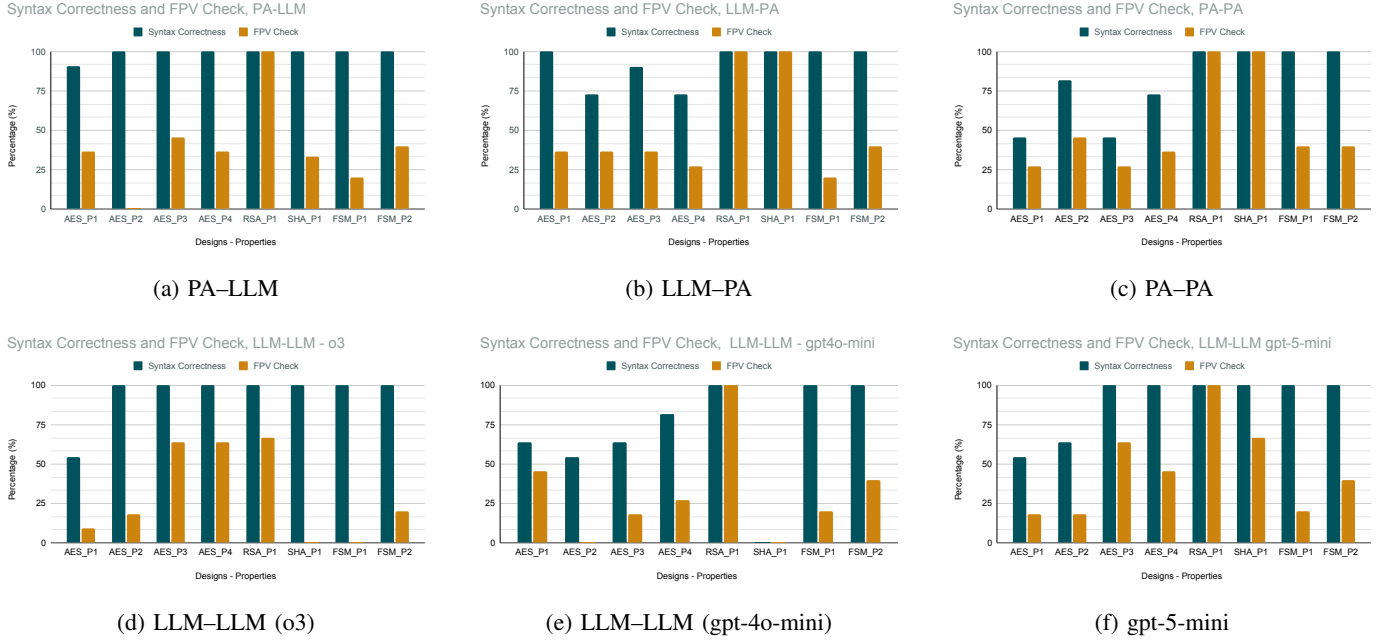 Syntax Correctness and FPV Check, PA-LLM
Syntax Correctness FPV Check
100
75
50
25
0
Percentage (%)
AES_P1 AES_P2 AES_P3 AES_P4 RSA_P1 SHA_P1 FSM_P1 FSM_P2
Designs - Properties
(a) PA–LLM
Syntax Correctness and FPV Check, LLM-PA
Syntax Correctness FPV Check
100
75
50
25
0
Percentage (%)
AES_P1 AES_P2 AES_P3 AES_P4 RSA_P1 SHA_P1 FSM_P1 FSM_P2
Designs - Properties
(b) LLM–PA
Syntax Correctness and FPV Check, PA-PA
Syntax Correctness FPV Check
100
75
50
25
0
Percentage (%)
AES_P1 AES_P2 AES_P3 AES_P4 RSA_P1 SHA_P1 FSM_P1 FSM_P2
Designs - Properties
(c) PA–PA
Syntax Correctness and FPV Check, LLM-LLM - o3
Syntax Correctness FPV Check
100
75
50
25
0
Percentage (%)
AES_P1 AES_P2 AES_P3 AES_P4 RSA_P1 SHA_P1 FSM_P1 FSM_P2
Designs - Properties
(d) LLM–LLM (o3)
Syntax Correctness and FPV Check, LLM-LLM - gpt4o-mini
Syntax Correctness FPV Check
100
75
50
25
0
Percentage (%)
AES_P1 AES_P2 AES_P3 AES_P4 RSA_P1 SHA_P1 FSM_P1 FSM_P2
Designs - Properties
(e) LLM–LLM (gpt-4o-mini)
Syntax Correctness and FPV Check, LLM-LLM gpt-5-mini
Syntax Correctness FPV Check
100
75
50
25
0
Percentage (%)
AES_P1 AES_P2 AES_P3 AES_P4 RSA_P1 SHA_P1 FSM_P1 FSM_P2
Designs - Properties
(f) gpt-5-mini